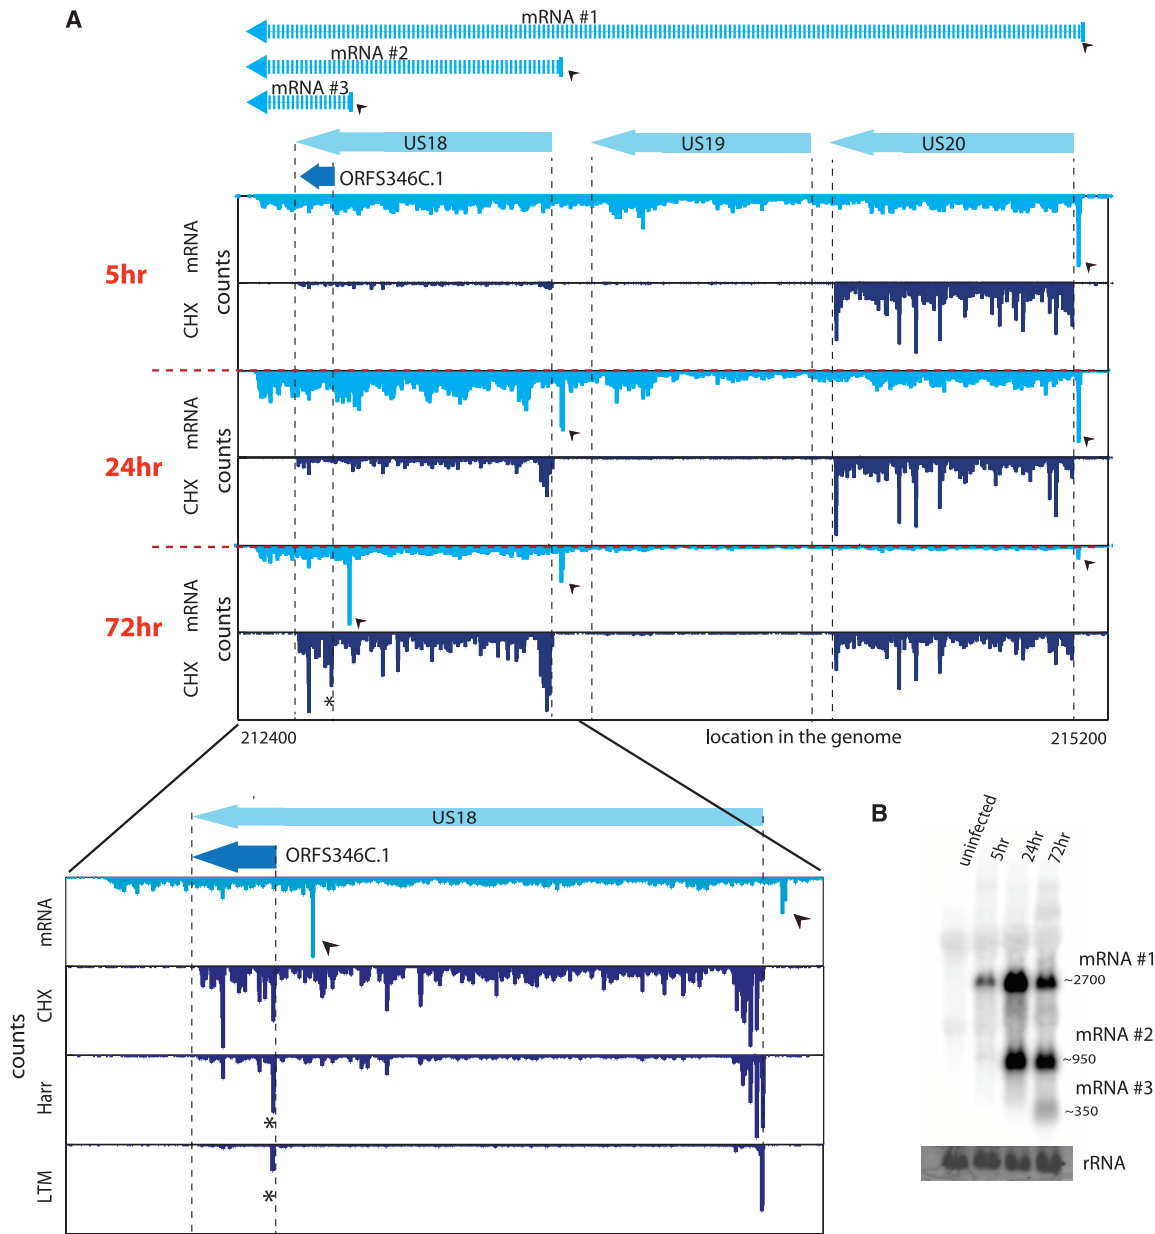 A
mRNA #1
mRNA #2
mRNA #3
US18
US19
US20
ORFS346C.1
5hr
mRNA
CHX
counts
24hr
mRNA
CHX
counts
72hr
mRNA
CHX
counts
*
212400
location in the genome
215200
US18
ORFS346C.1
mRNA
CHX
counts
Harr
*
LTM
*
B
uninfected
5hr
24hr
72hr
mRNA #1
~2700
mRNA #2
~950
mRNA #3
~350
rRNA